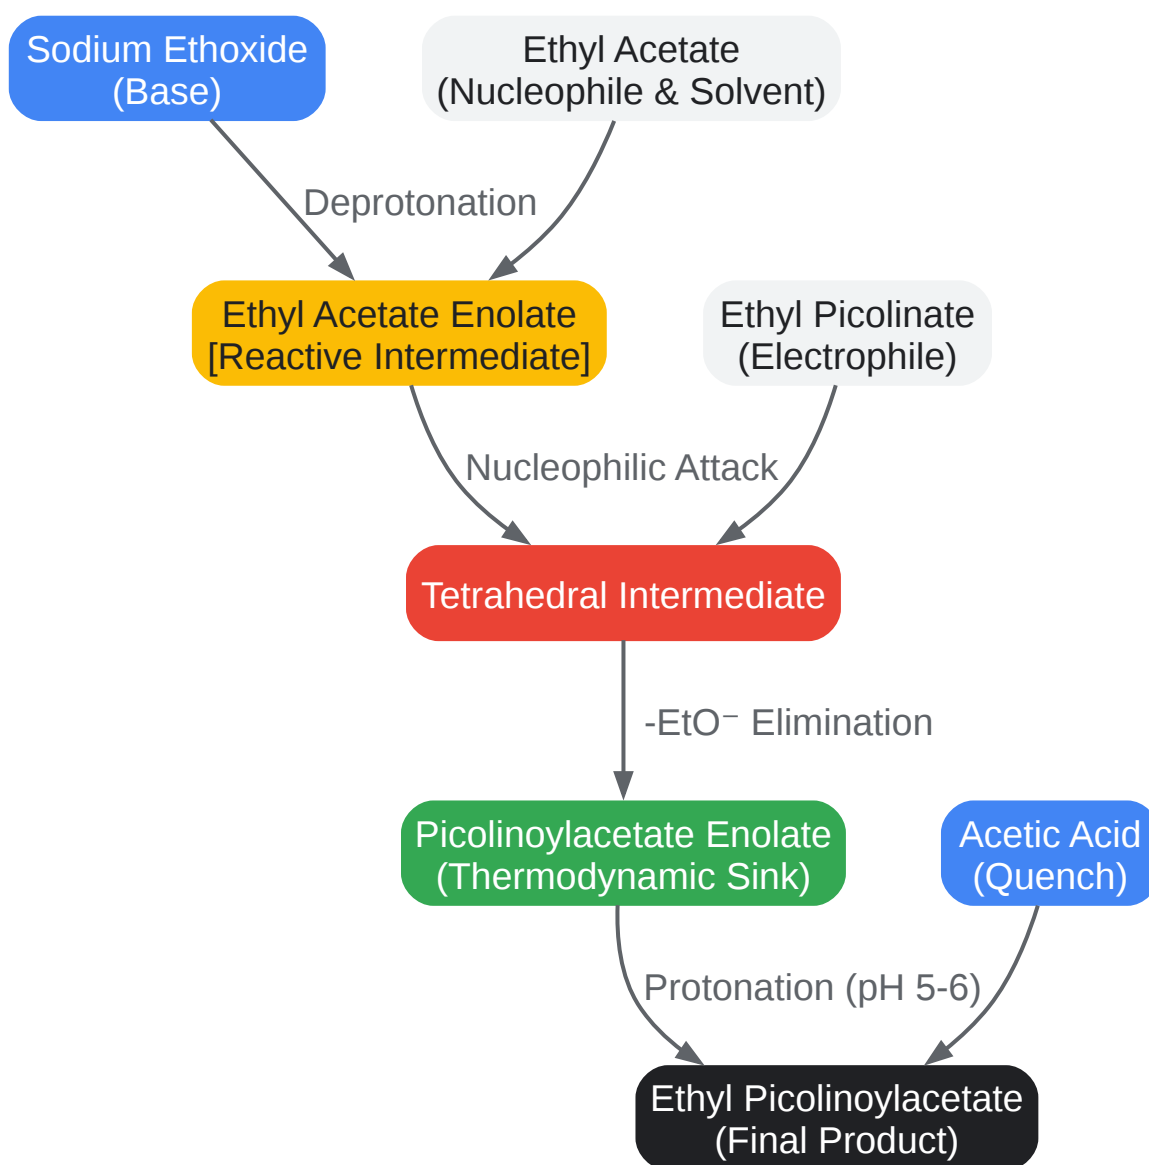 Sodium Ethoxide
(Base)
Ethyl Acetate
(Nucleophile & Solvent)
Deprotonation
Ethyl Acetate Enolate
[Reactive Intermediate]
Ethyl Picolinate
(Electrophile)
Nucleophilic Attack
Tetrahedral Intermediate
-EtO⁻ Elimination
Picolinoylacetate Enolate
(Thermodynamic Sink)
Acetic Acid
(Quench)
Protonation (pH 5-6)
Ethyl Picolinoylacetate
(Final Product)